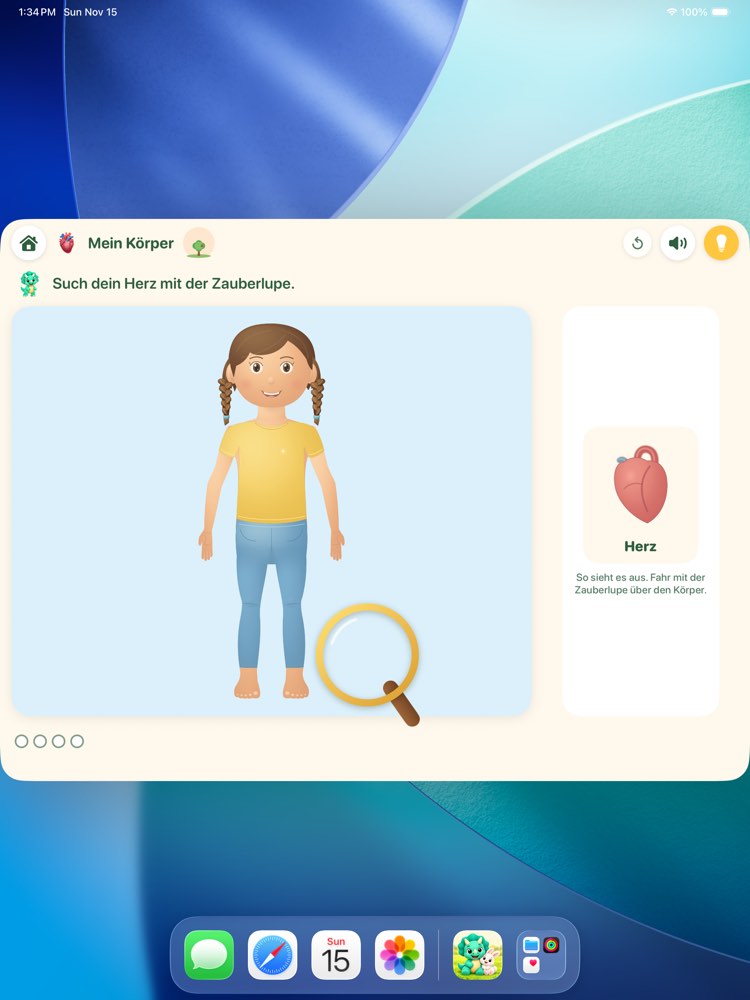 1:34 PM Sun Nov 15
100%
Mein Körper
Such dein Herz mit der Zauberlupe.
Herz
So sieht es aus. Fahr mit der
Zauberlupe über den Körper.
Sun
15